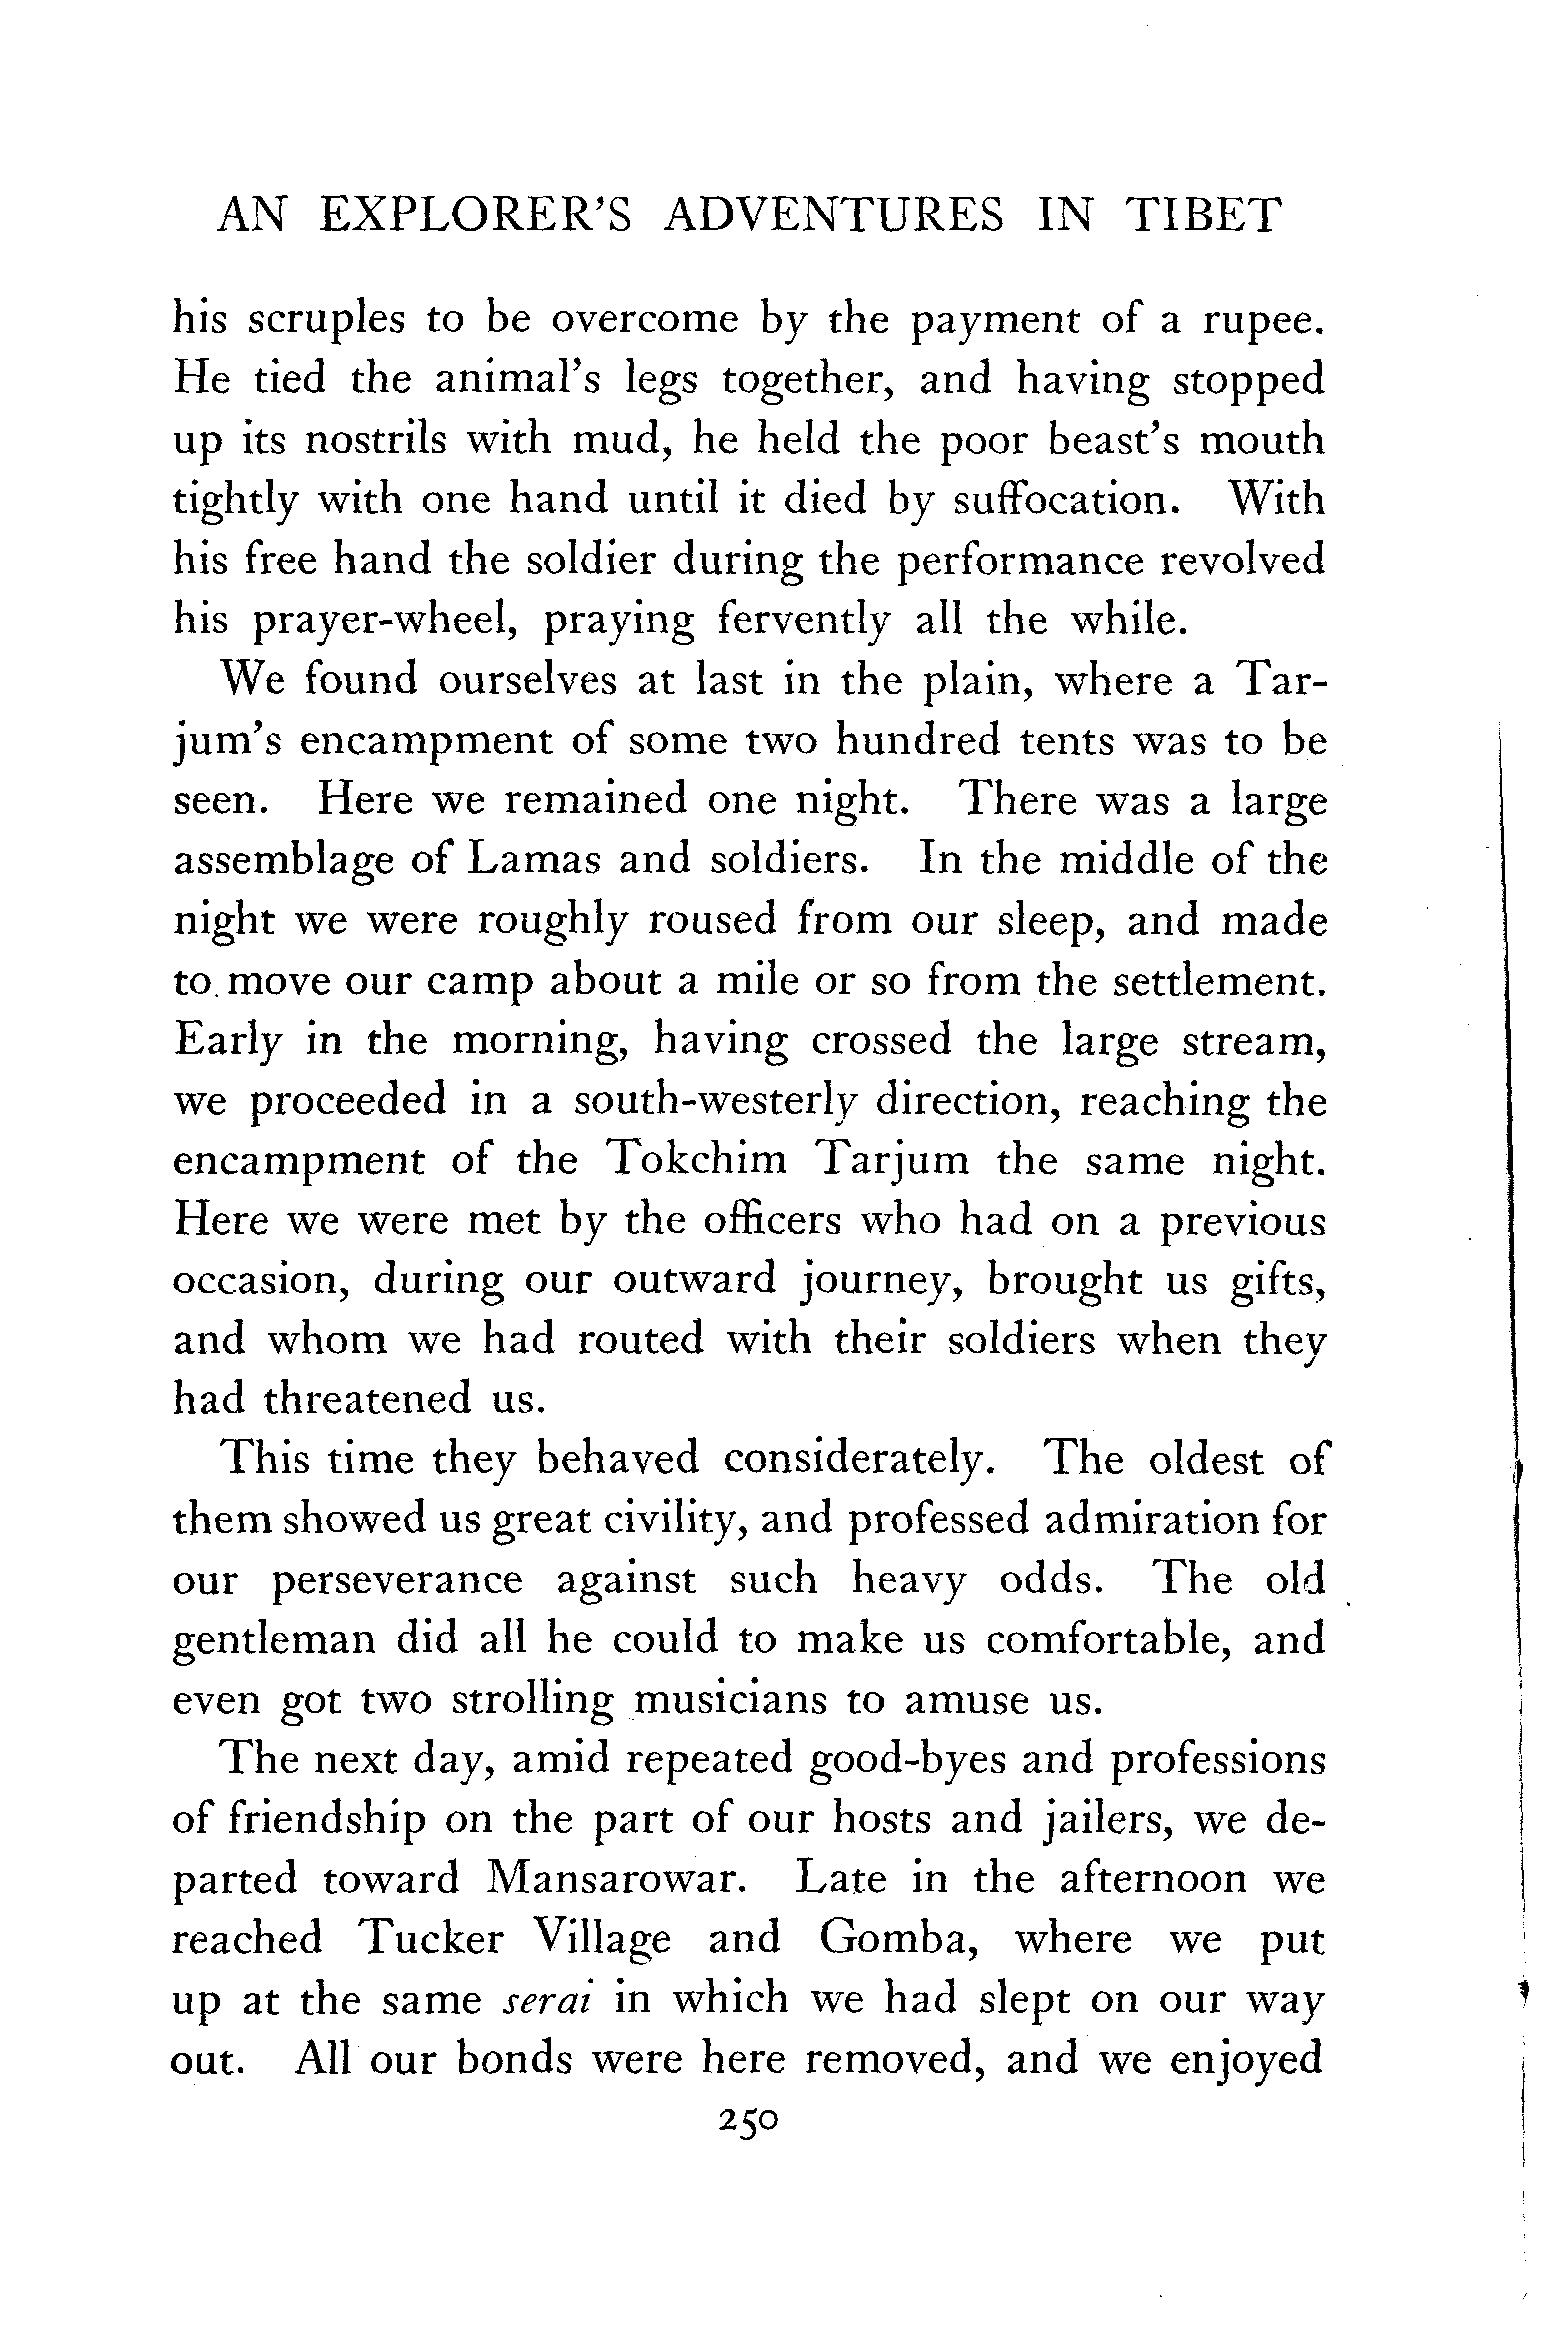 AN EXPLORER'S ADVENTURES IN TIBET
his scruples to be overcome by the payment of a rupee.
He tied the animal's legs together, and having stopped
up its nostrils with mud, he held the poor beast's mouth
tightly with one hand until it died by suffocation. With
his free hand the soldier during the performance revolved
his prayer-wheel, praying fervently all the while.
We found ourselves at last in the plain, where a Tar-
jum's encampment of some two hundred tents was to be
seen. Here we remained one night. There was a large
assemblage of Lamas and soldiers. In the middle of the
night we were roughly roused from our sleep, and made
to move our camp about a mile or so from the settlement.
Early in the morning, having crossed the large stream,
we proceeded in a south-westerly direction, reaching the
encampment of the Tokchim Tarjum the same night.
Here we were met by the officers who had on a previous
occasion, during our outward journey, brought us gifts,
and whom we had routed with their soldiers when they
had threatened us.
This time they behaved considerately. The oldest of
them showed us great civility, and professed admiration for
our perseverance against such heavy odds. The old
gentleman did all he could to make us comfortable, and
even got two strolling musicians to amuse us.
The next day, amid repeated good-byes and professions
of friendship on the part of our hosts and jailers, we de-
parted toward Mansarowar. Late in the afternoon we
reached Tucker Village and Gomba, where we put
up at the same serai in which we had slept on our way
out. All our bonds were here removed, and we enjoyed
250